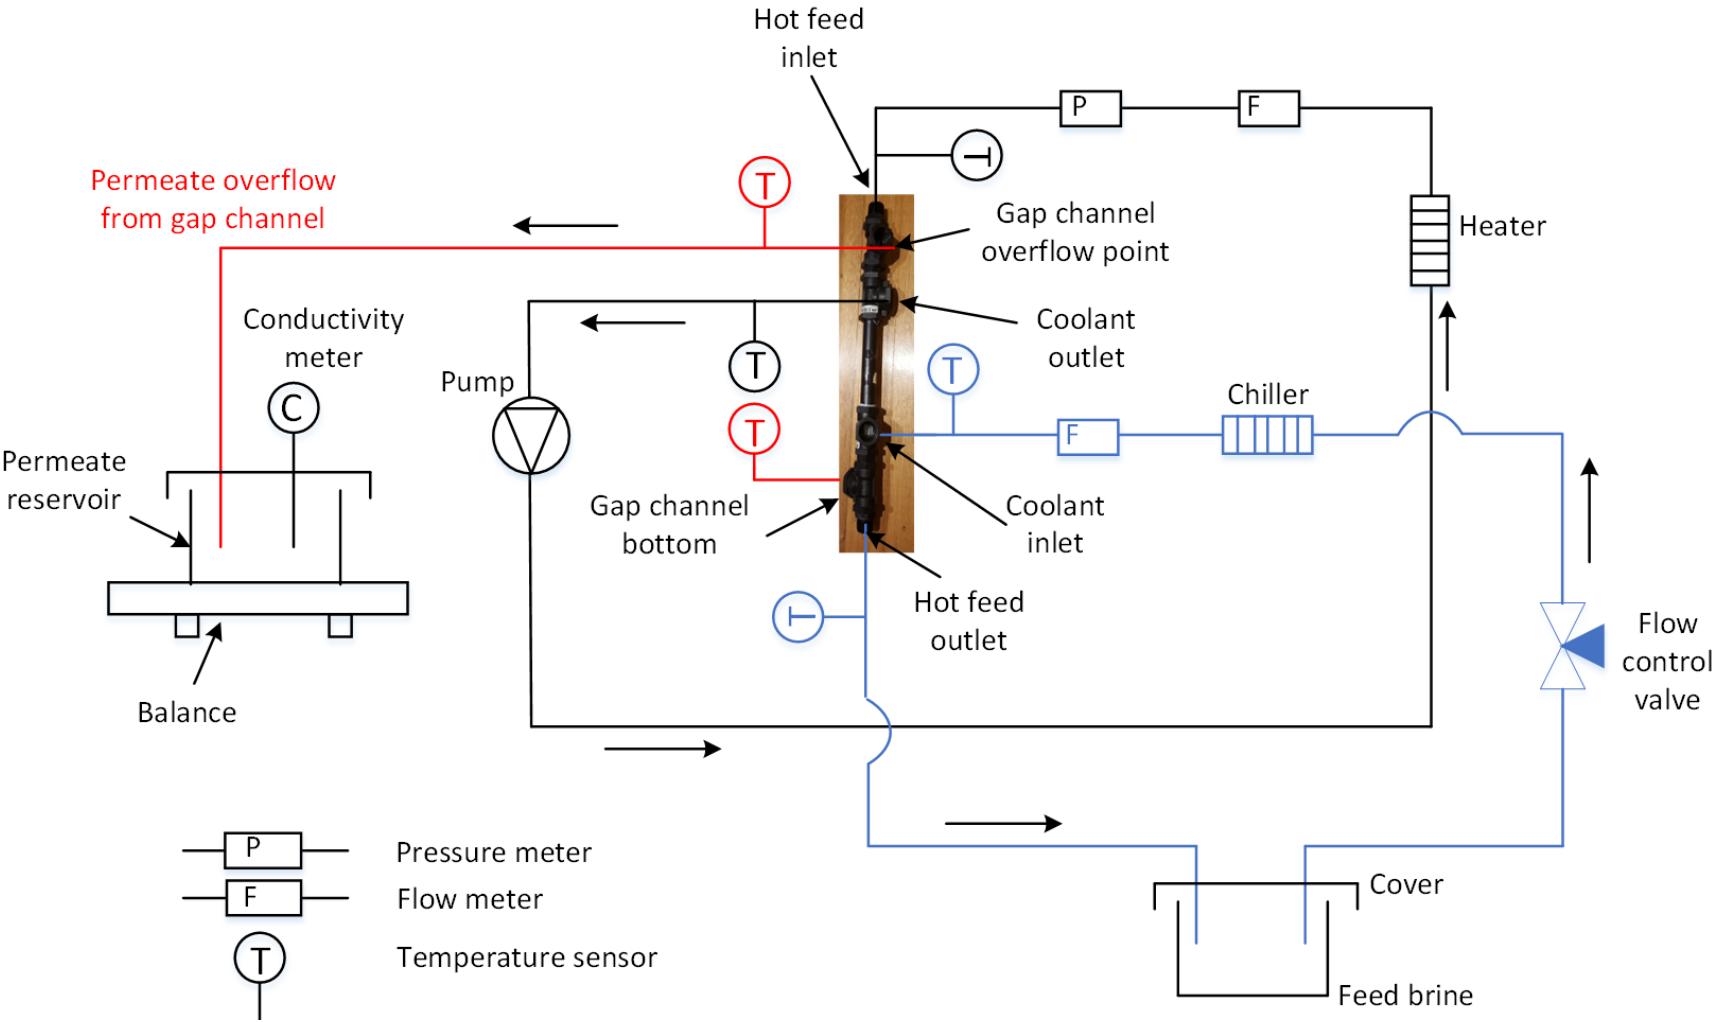 Hot feed
inlet
P
F
T
Permeate overflow
from gap channel
T
Gap channel
overflow point
Heater
Conductivity
meter
Coolant
outlet
T
T
Pump
Chiller
C
T
F
Permeate
reservoir
Gap channel
bottom
Coolant
inlet
Hot feed
outlet
T
Flow
control
valve
Balance
P
Pressure meter
F
Flow meter
T
Temperature sensor
Cover
Feed brine